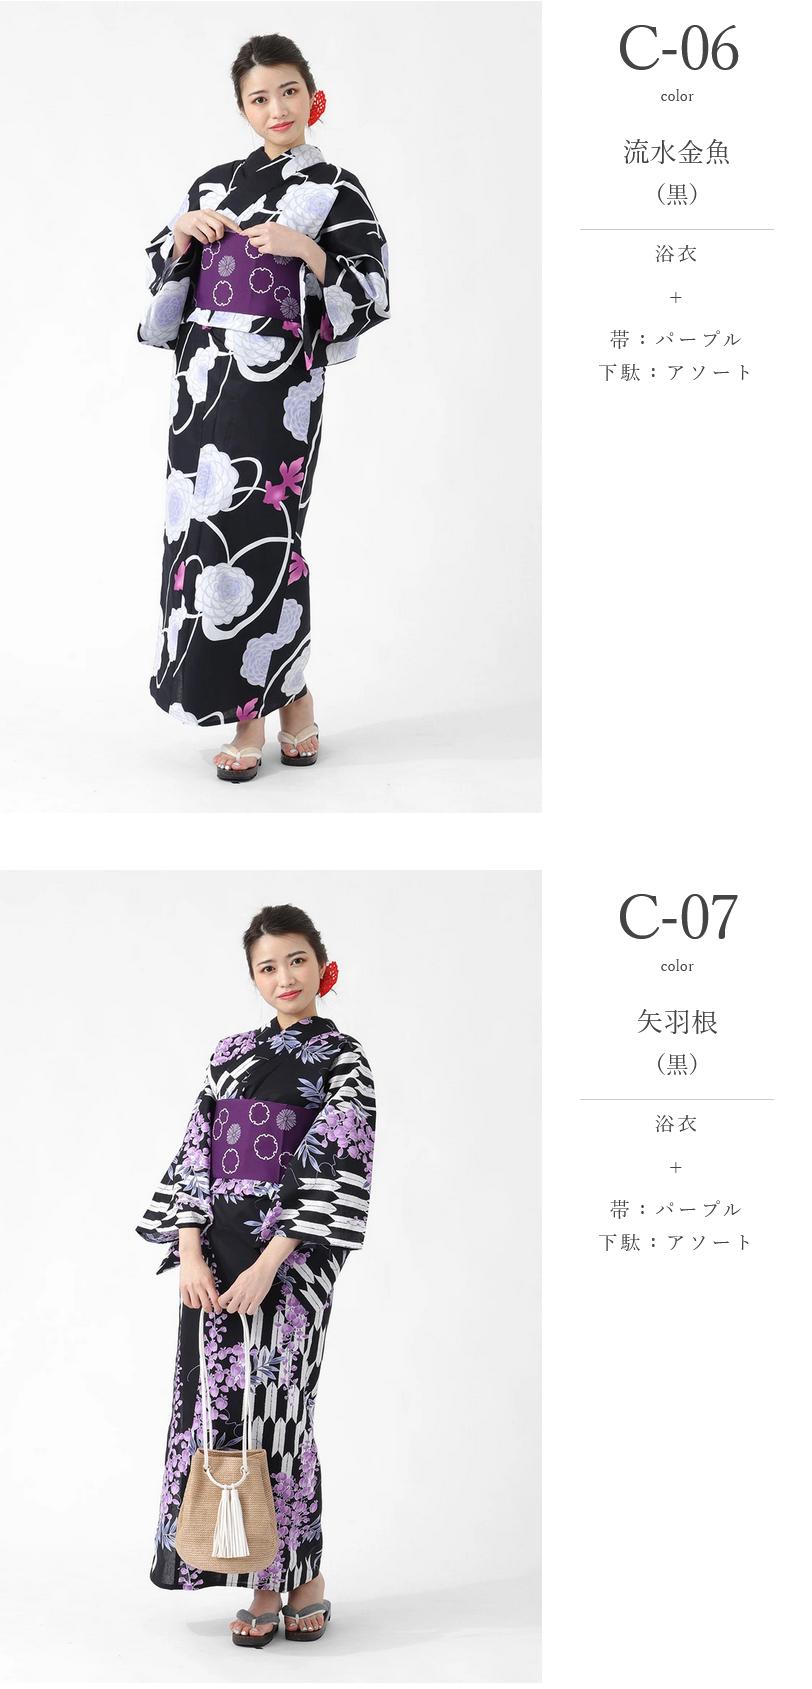 C-06
color
流水金魚
（黒）
浴衣
+
帯：パープル
下駄：アソート
C-07
color
矢羽根
（黒）
浴衣
+
帯：パープル
下駄：アソート